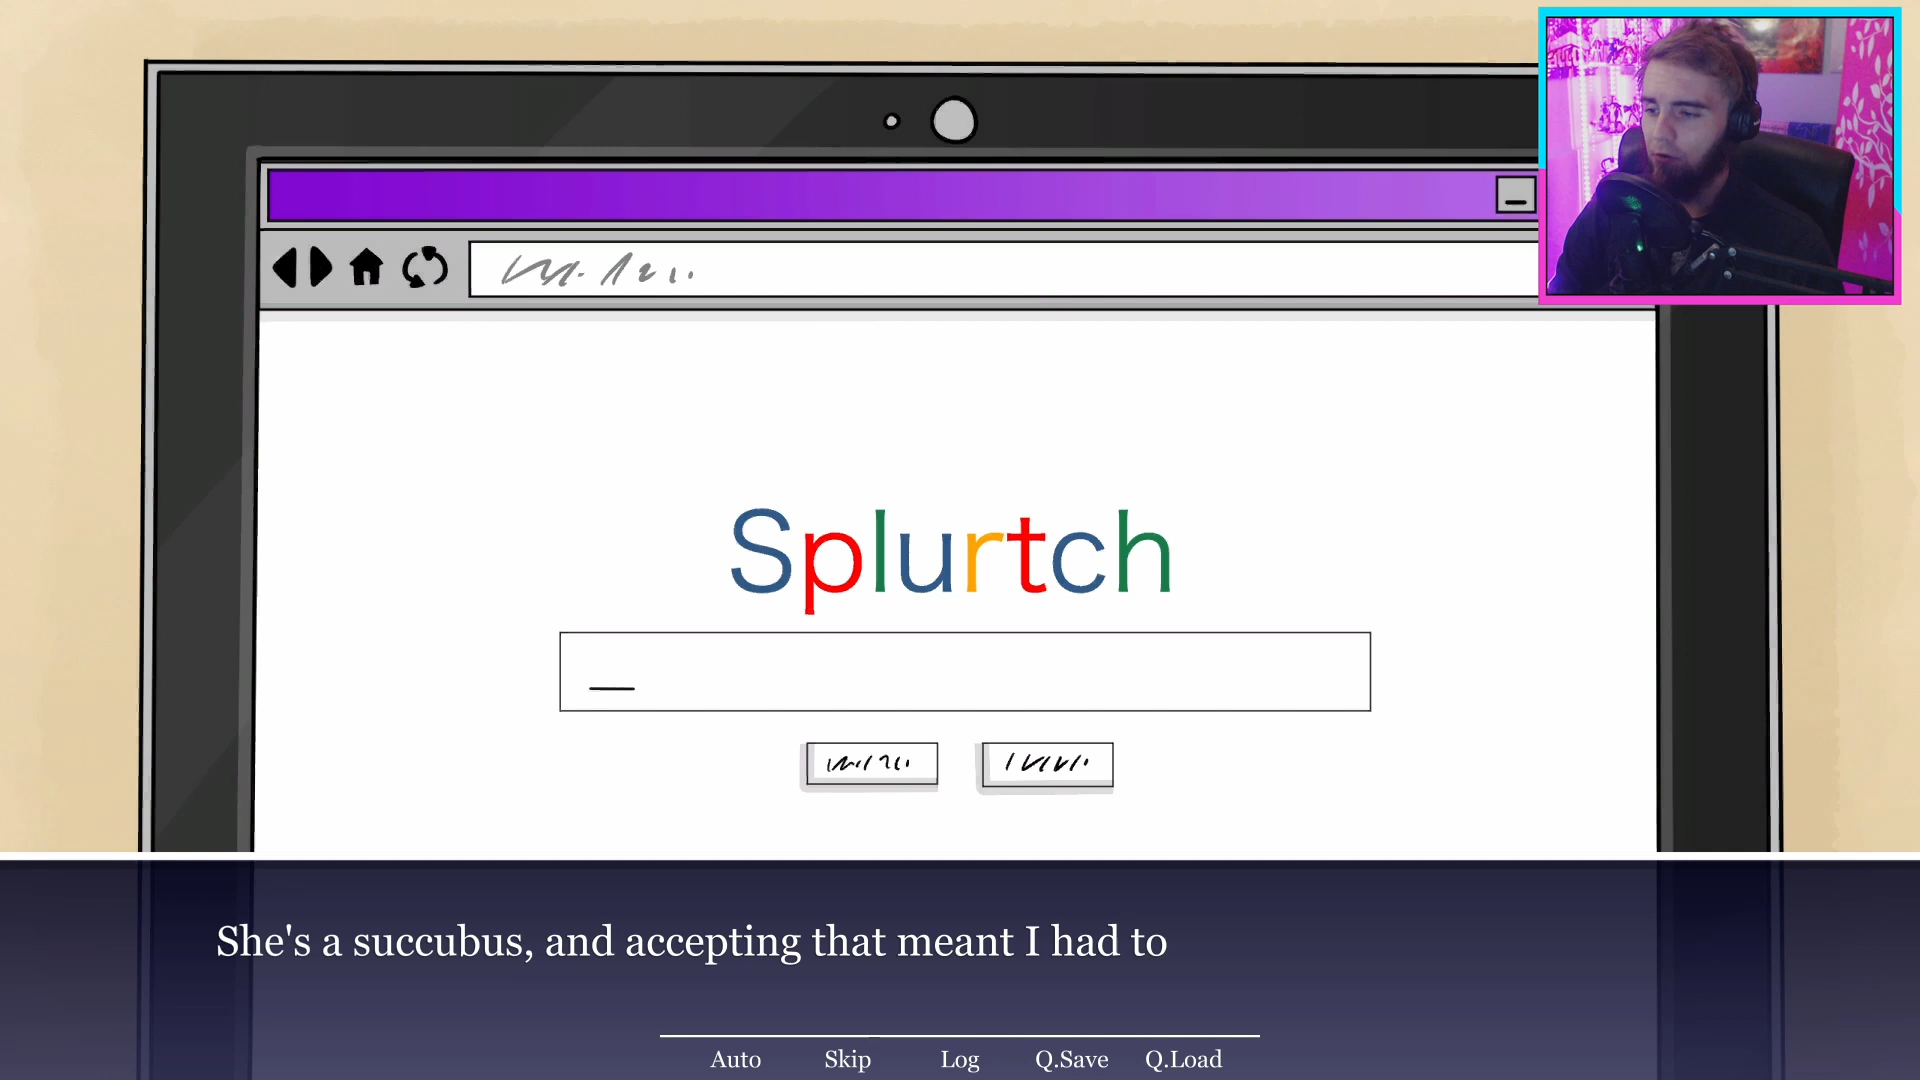 Splurtch
She's a succubus, and accepting that meant I had to
Auto Skip Log Q.Save Q.Load